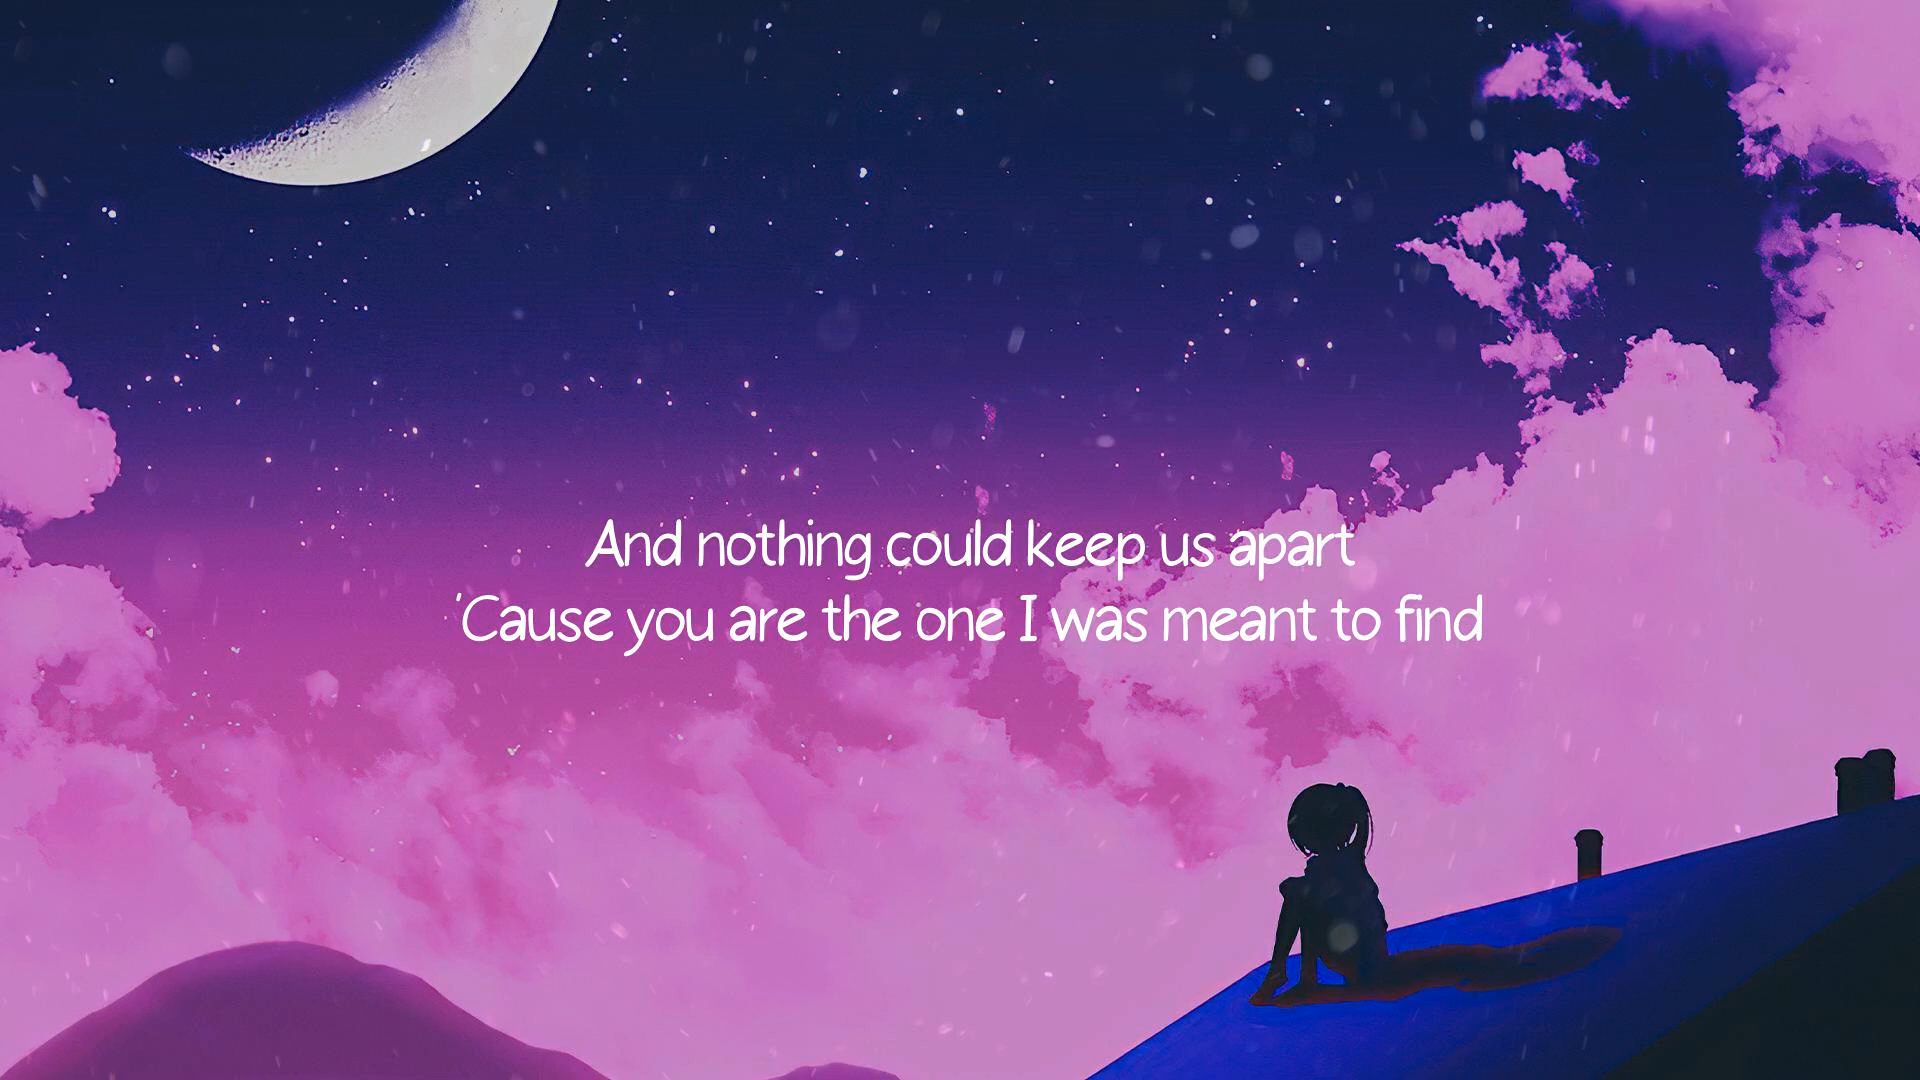 And nothing could keep us apart
'Cause you are the one I was meant to find